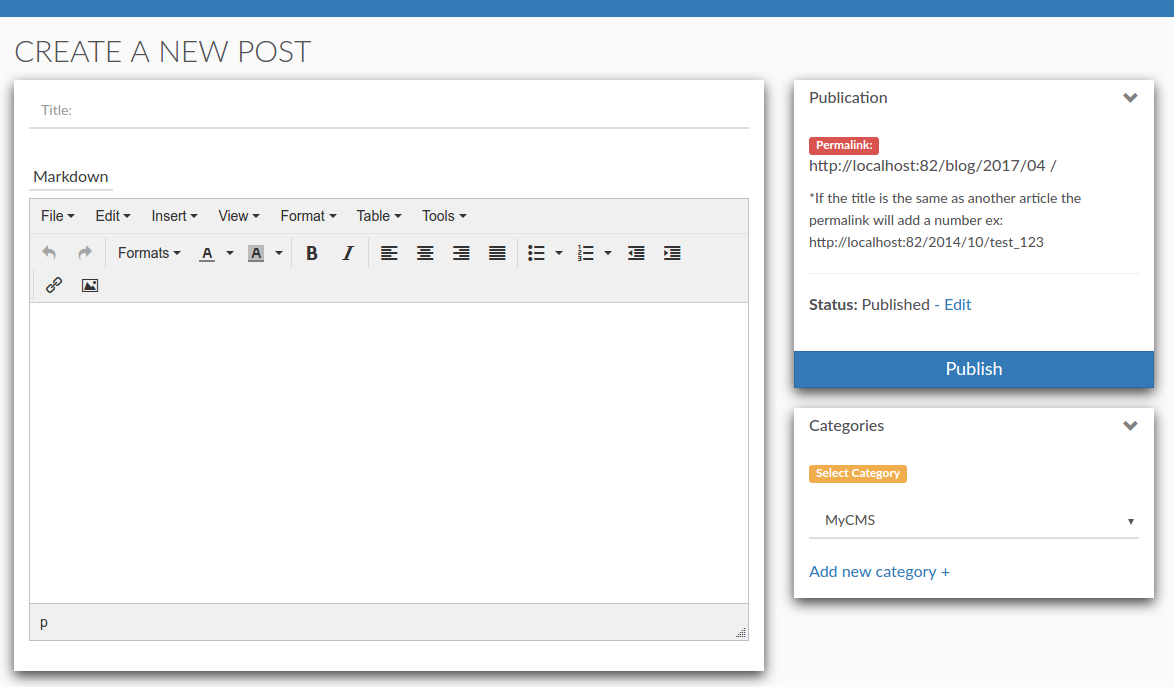 CREATE A NEW POST
Title:
Markdown
File Edit Insert View Format Table Tools
Formats A A B I
p
Publication
Permalink:
http://localhost:82/blog/2017/04 /
*If the title is the same as another article the
permalink will add a number ex:
http://localhost:82/2014/10/test_123
Status: Published - Edit
Publish
Categories
Select Category
MyCMS
Add new category +